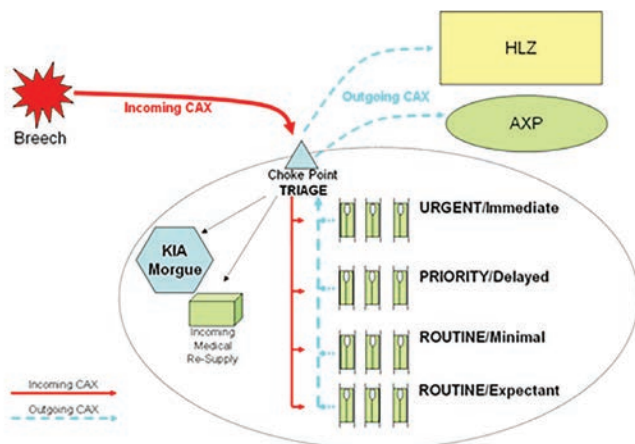 HLZ
Incoming CAX
Outgoing CAX
Breech
AXP
Choke Point
TRIAGE
URGENT/Immediate
KIA
Morgue
PRIORITY/Delayed
Incoming
Medical
Re-Supply
ROUTINE/Minimal
ROUTINE/Expectant
Incoming CAX
Outgoing CAX